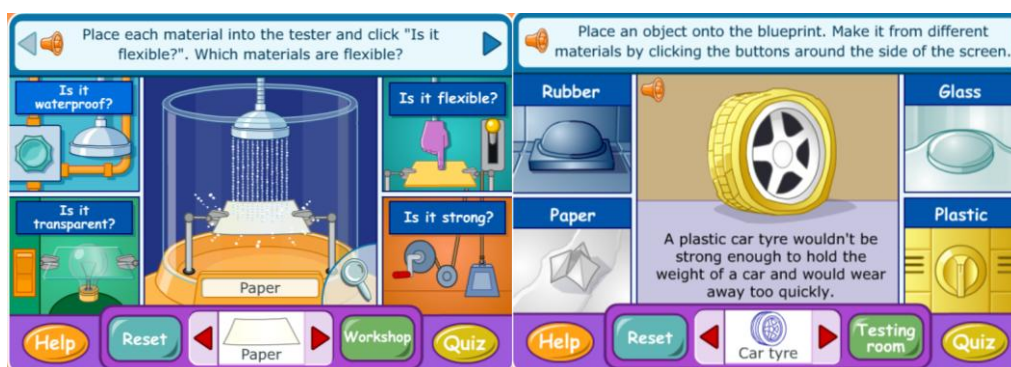 Place each material into the tester and click "Is it
flexible?". Which materials are flexible?
Is it
waterproof?
Is it flexible?
Is it
transparent?
Is it strong?
Paper
Help
Reset
Paper
Workshop
Quiz
Place an object onto the blueprint. Make it from different
materials by clicking the buttons around the side of the screen.
Rubber
Glass
Paper
Plastic
A plastic car tyre wouldn't be
strong enough to hold the
weight of a car and would wear
away too quickly.
Help
Reset
Car tyre
Testing
room
Quiz